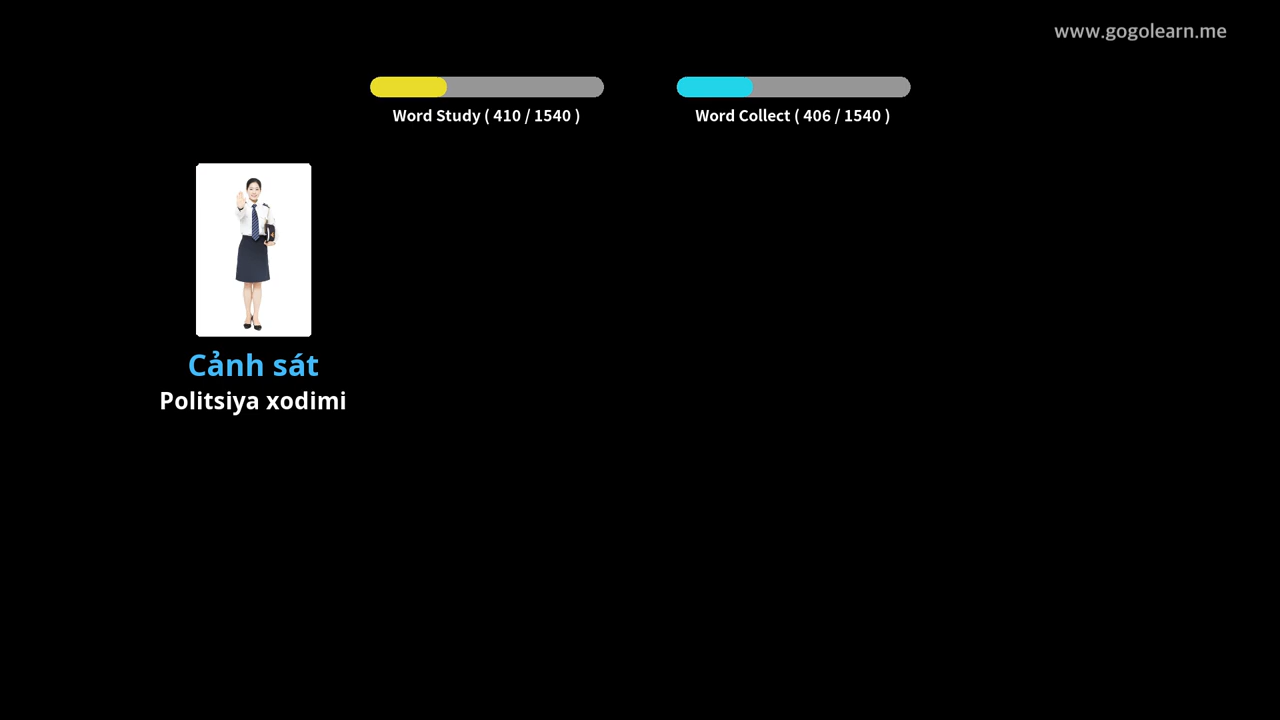 www.gogolearn.me
Word Study ( 410 / 1540 )
Word Collect ( 406 / 1540 )
Cảnh sát
Politsiya xodimi